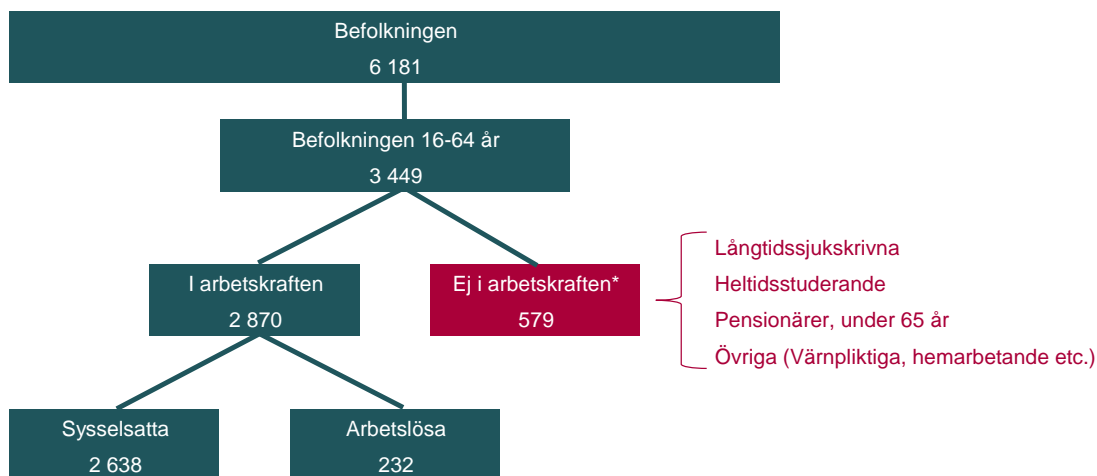 Befolkningen
6 181
Befolkningen 16-64 år
3 449
I arbetskraften
2 870
Ej i arbetskraften*
579
Långtidssjukskrivna
Heltidsstuderande
Pensionärer, under 65 år
Övriga (Värnpliktiga, hemarbetande etc.)
Sysselsatta
2 638
Arbetslösa
232